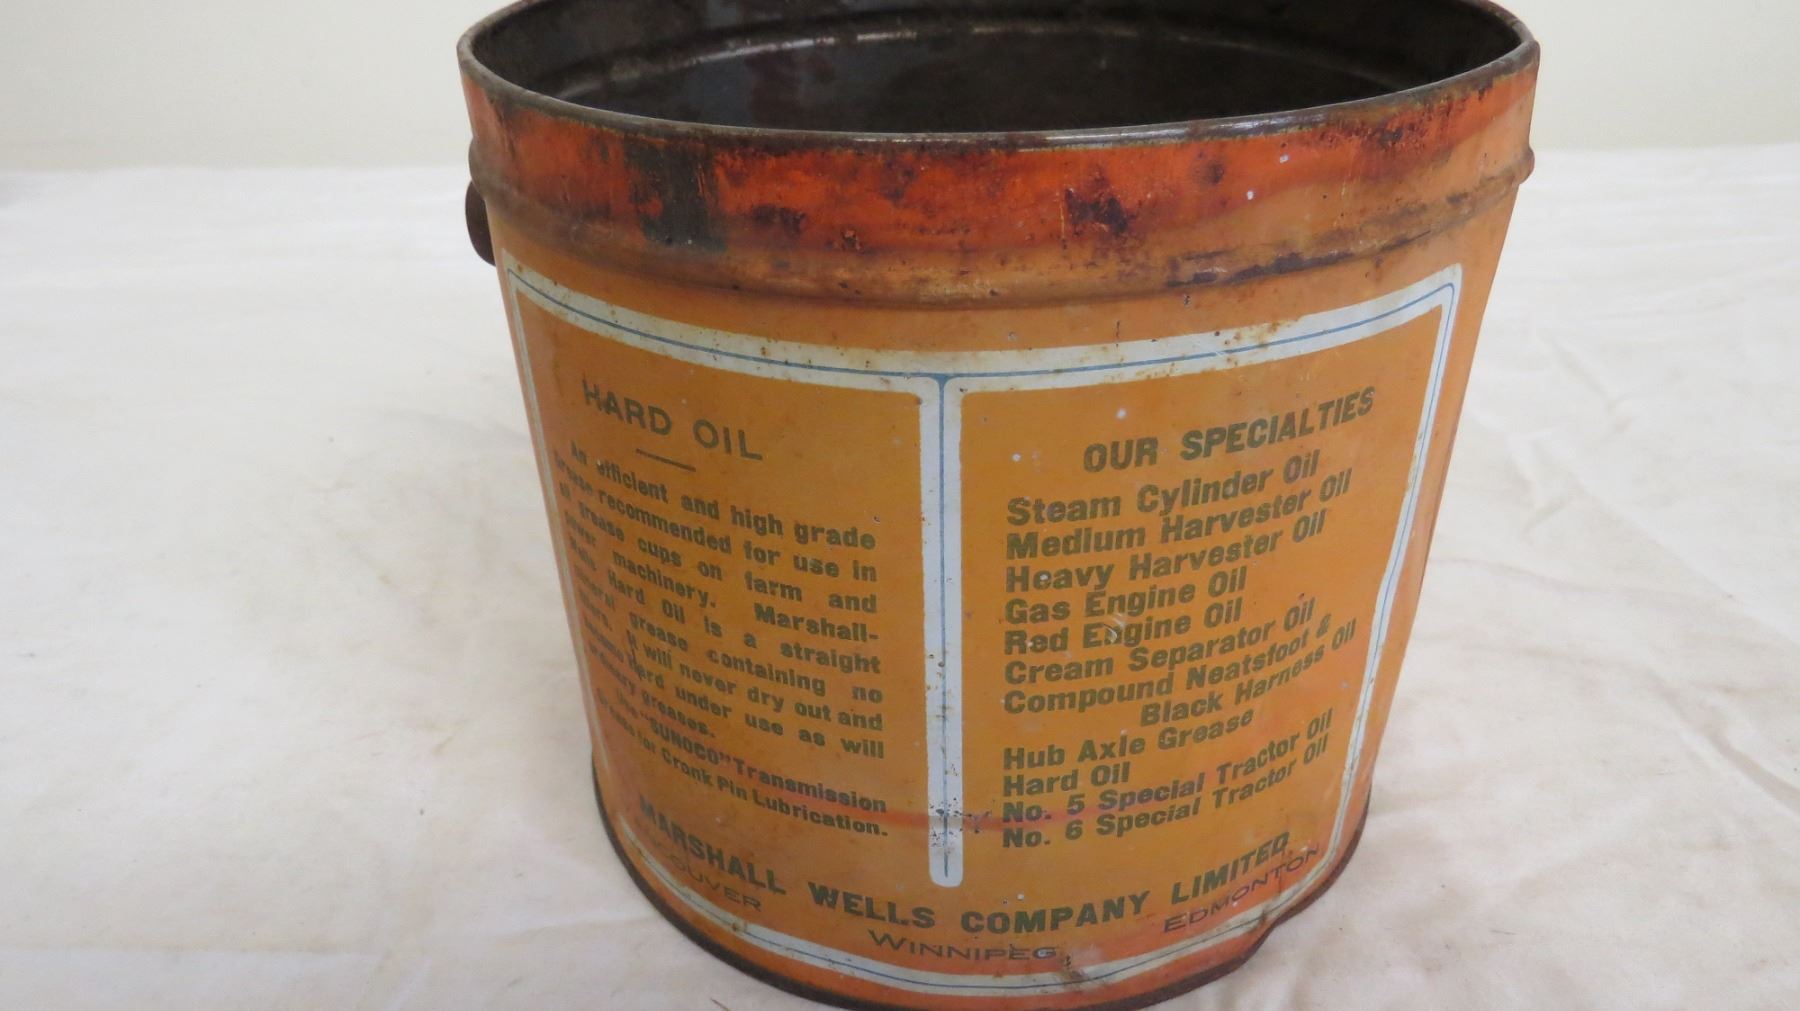 HARD OIL
An efficient and high grade
grease recommended for use in
all grease cups on farm and
power machinery. Marshall-
Wells Hard Oil is a straight
mineral grease containing no
fillers. It will never dry out and
become Hard under use as will
ordinary greases.
Use "SUNOCO" Transmission
Grease for Cronk Pin Lubrication.
OUR SPECIALTIES
Steam Cylinder Oil
Medium Harvester Oil
Heavy Harvester Oil
Gas Engine Oil
Red Engine Oil
Cream Separator Oil
Compound Neatsfoot &
Black Harness Oil
Hub Axle Grease
Hard Oil
No. 5 Special Tractor Oil
No. 6 Special Tractor Oil
MARSHALL WELLS COMPANY LIMITED
WINNIPEG EDMONTON